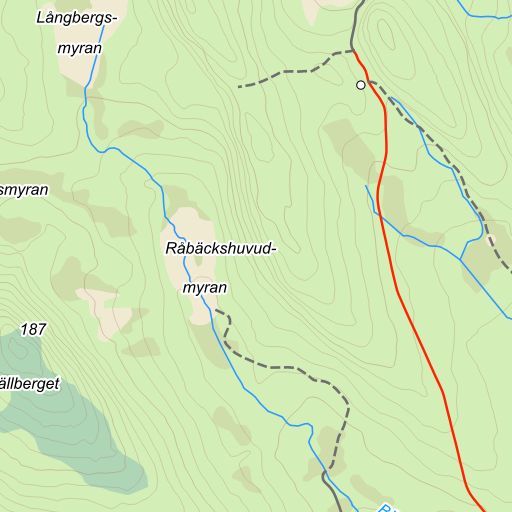 Långbergs-
myran
smyran
Råbäckshuvud-
myran
187
ällberget